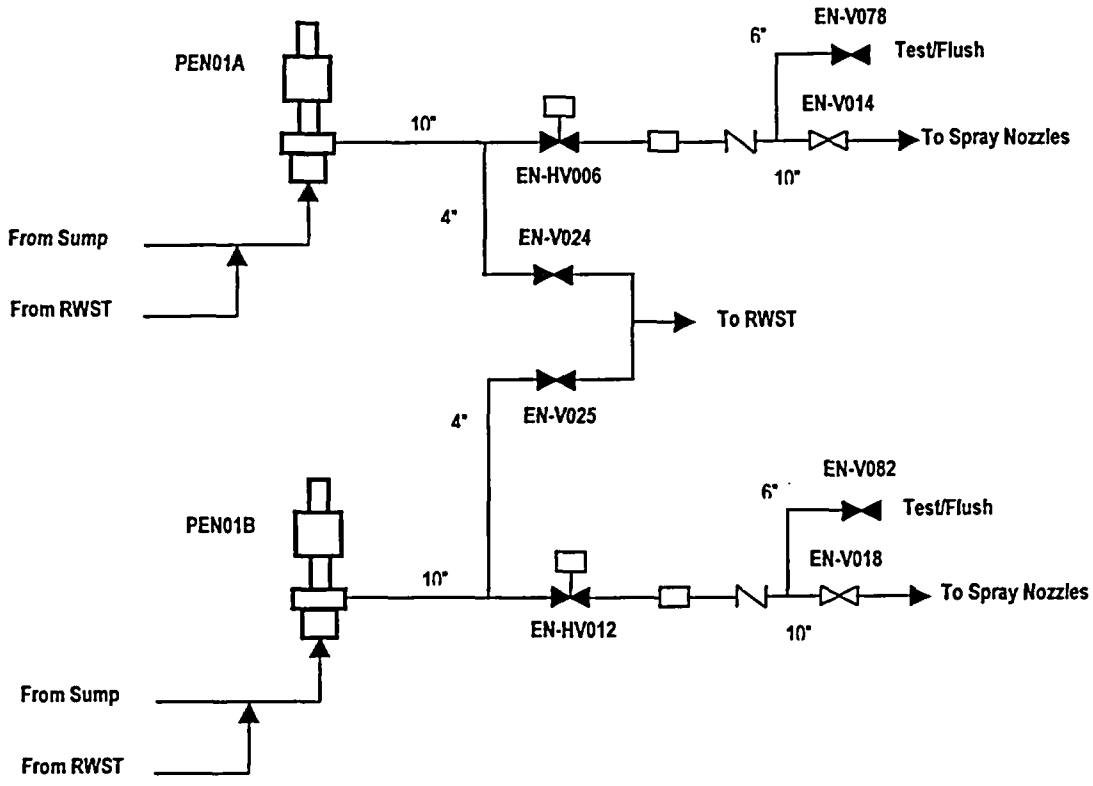 EN-V078
6"
Test/Flush
PEN01A
EN-V014
10"
To Spray Nozzles
EN-HV006
10"
4"
From Sump
EN-V024
From RWST
To RWST
EN-V025
4"
EN-V082
6"
Test/Flush
PEN01B
EN-V018
10"
To Spray Nozzles
EN-HV012
10"
From Sump
From RWST